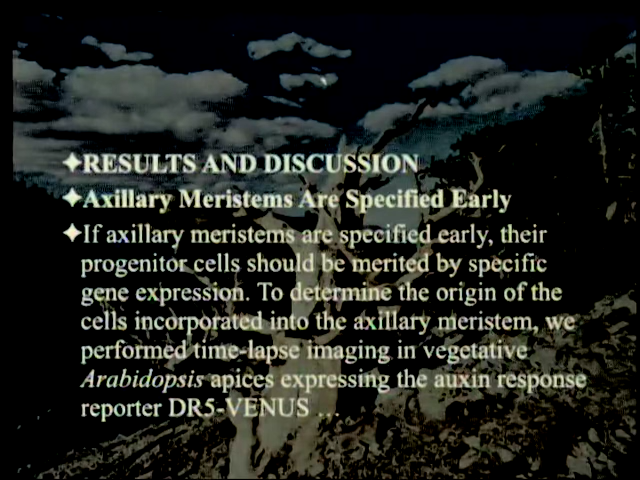 ✦RESULTS AND DISCUSSION
✦Axillary Meristems Are Specified Early
✦If axillary meristems are specified early, their
progenitor cells should be merited by specific
gene expression. To determine the origin of the
cells incorporated into the axillary meristem, we
performed time-lapse imaging in vegetative
Arabidopsis apices expressing the auxin response
reporter DR5-VENUS ...